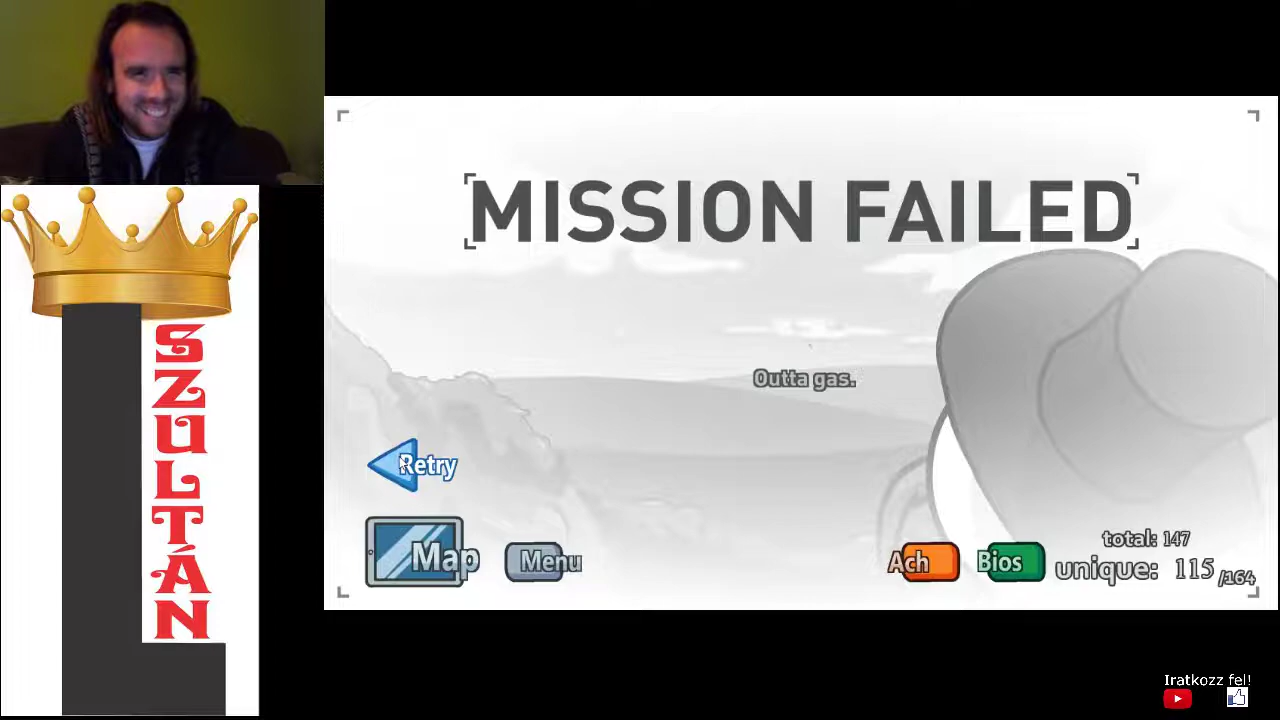 L
SZULTÁN
MISSION FAILED
Outta gas.
Retry
Map
Menu
Ach
Bios
total: 147
unique: 115 /164
Iratkozz fel!